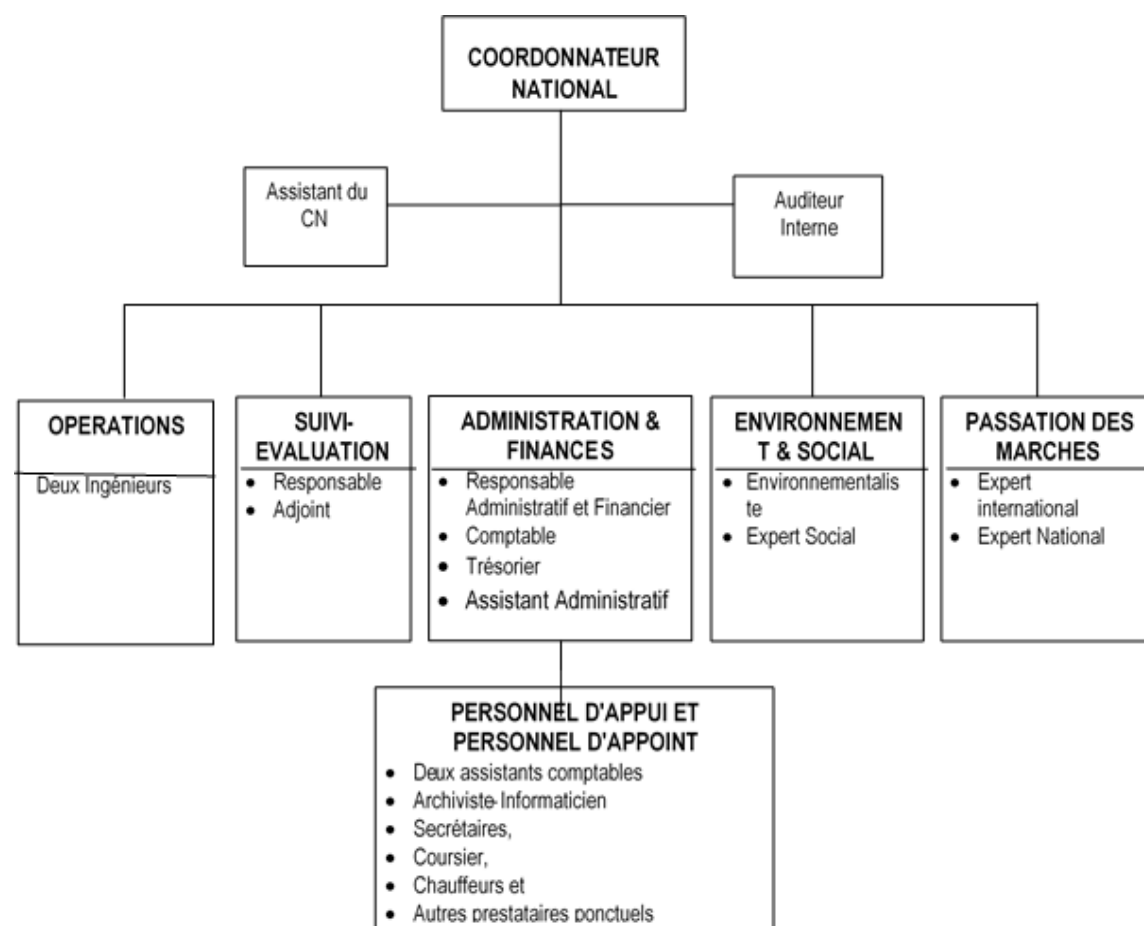 COORDONNATEUR
NATIONAL
Assistant du
CN
Auditeur
Interne
OPERATIONS
Deux Ingénieurs
SUIVI-
EVALUATION
• Responsable
• Adjoint
ADMINISTRATION &
FINANCES
• Responsable
Administratif et Financier
• Comptable
• Trésorier
• Assistant Administratif
ENVIRONNEMEN
T & SOCIAL
• Environnementalis
te
• Expert Social
PASSATION DES
MARCHES
• Expert
international
• Expert National
PERSONNEL D'APPUI ET
PERSONNEL D'APPOINT
• Deux assistants comptables
• Archiviste-Informaticien
• Secrétaires,
• Coursier,
• Chauffeurs et
• Autres prestataires ponctuels